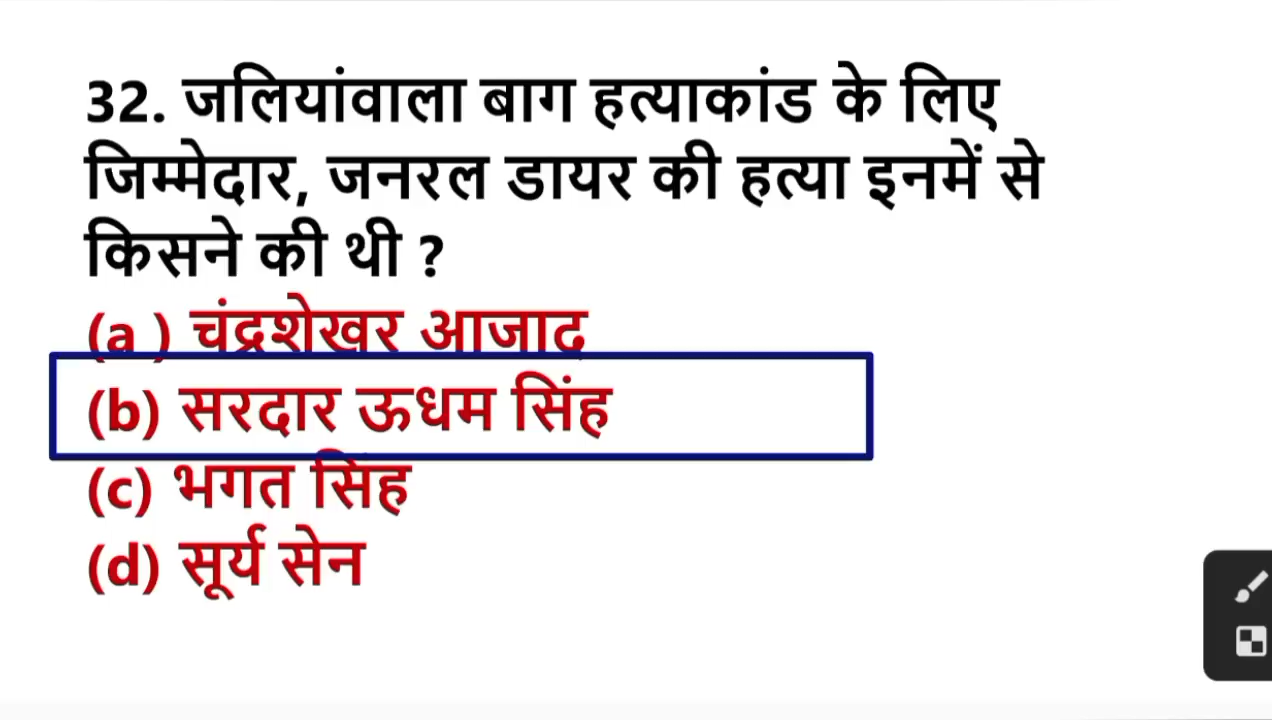 32. जलियांवाला बाग हत्याकांड के लिए
जिम्मेदार, जनरल डायर की हत्या इनमें से
किसने की थी ?
(a ) चंद्रशेखर आजाद
(b) सरदार ऊधम सिंह
(c) भगत सिंह
(d) सूर्य सेन